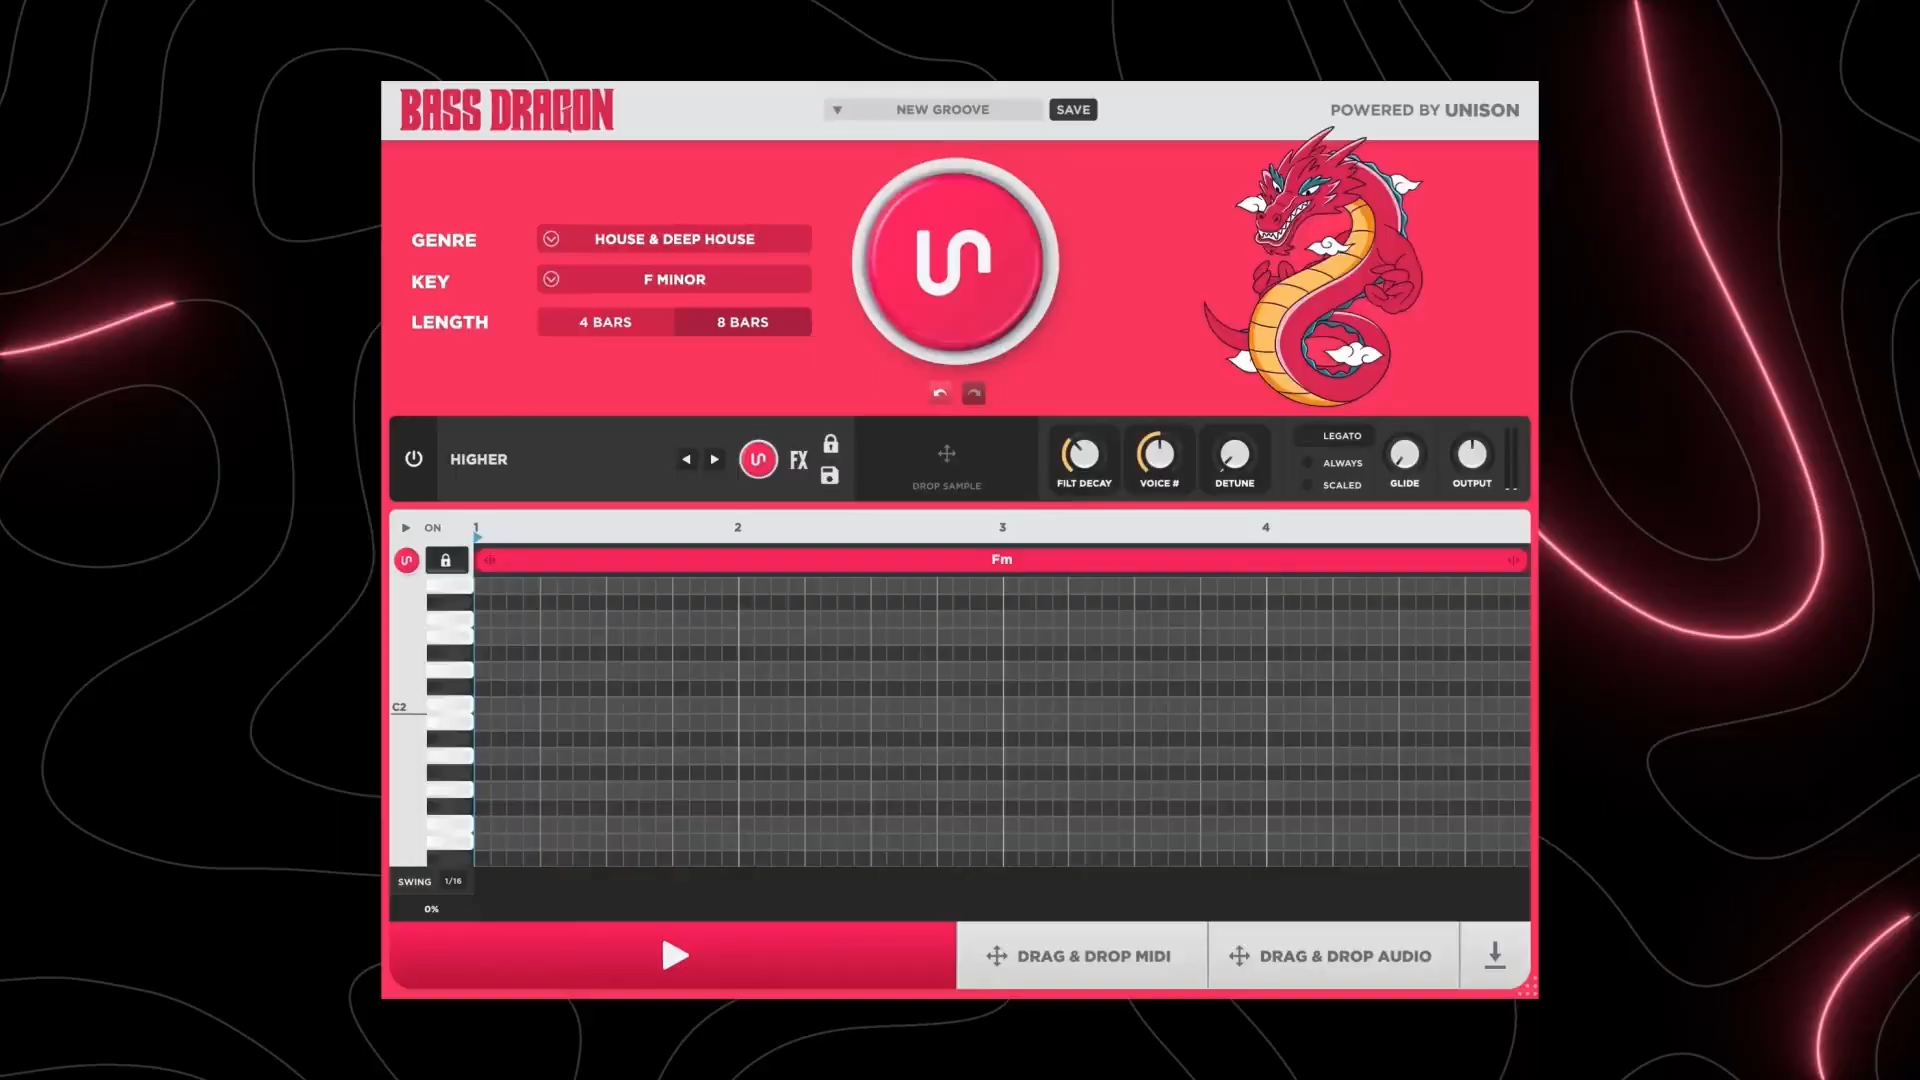 BASS DRAGON
NEW GROOVE
SAVE
POWERED BY UNISON
GENRE
HOUSE & DEEP HOUSE
KEY
F MINOR
LENGTH
4 BARS
8 BARS
HIGHER
FX
DROP SAMPLE
FILT DECAY
VOICE #
DETUNE
LEGATO
ALWAYS
SCALED
GLIDE
OUTPUT
ON
1
2
3
4
Fm
C2
SWING
1/16
0%
DRAG & DROP MIDI
DRAG & DROP AUDIO